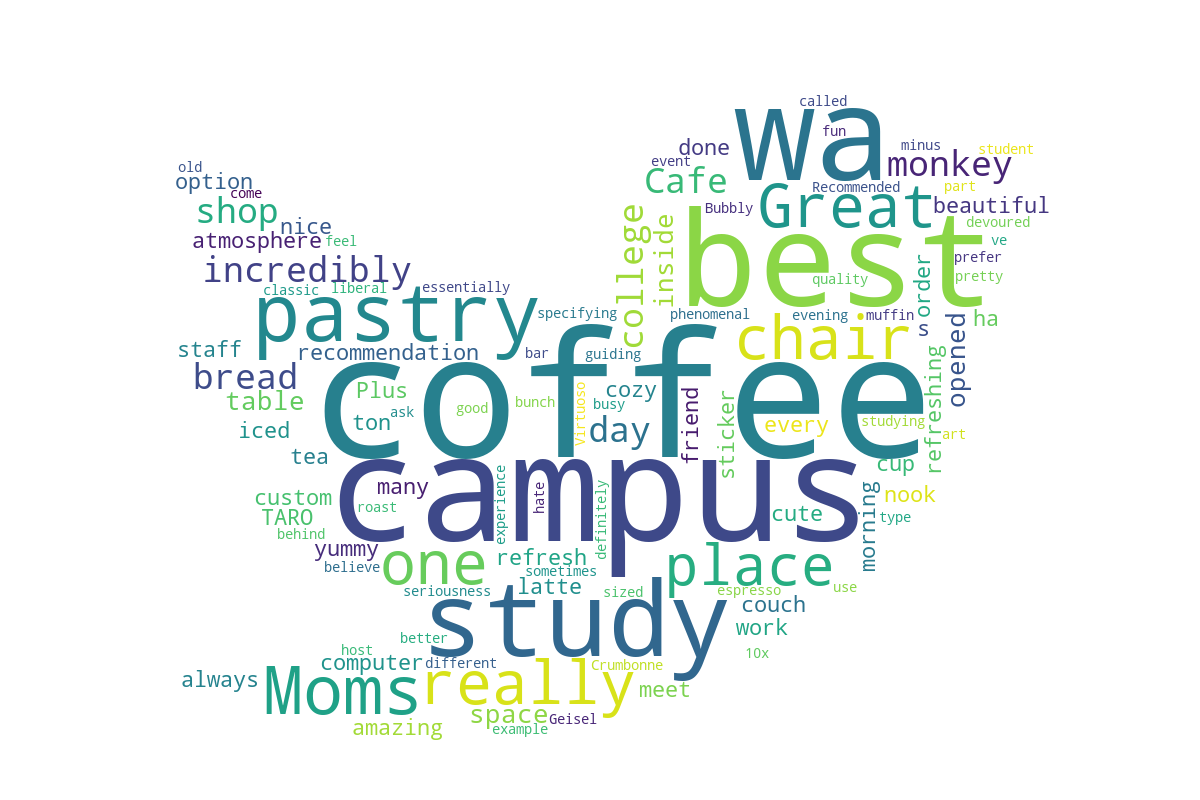 called
wa
fun
done
minus
student
old
event
monkey
option
come
Cafe
Recommended
part
shop
Great
beautiful
nice
college
inside
Bubbly
best
devoured
atmosphere
feel
ve
incredibly
order
prefer
classic
liberal
essentially
quality
pretty
pastry
specifying
phenomenal
evening
muffin
opened
ha
chair
s
staff
recommendation
bar
guiding
refreshing
bread
coffee
Plus
cozy
friend
table
ask
good
bunch
Virtuoso
busy
sticker
iced
ton
day
every
studying
art
tea
campus
cup
custom
many
experience
hate
definitely
nook
TARO
roast
cute
morning
type
behind
yummy
one
refresh
place
believe
sometimes
seriousness
latte
sized
espresso
use
study
couch
better
work
host
computer
different
Crumbonne
10x
always
Moms
really
meet
space
Geisel
amazing
example